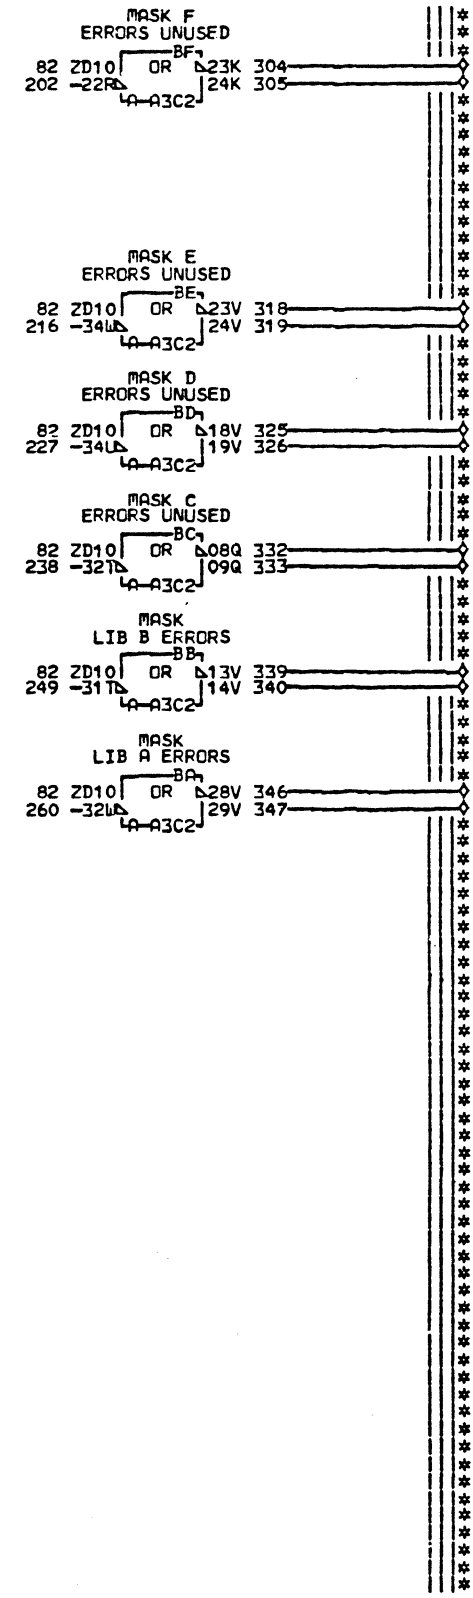 MASK F
ERRORS UNUSED
BF
82 ZD10 OR 23K 304
202 -22R 24K 305
A A3C2
MASK E
ERRORS UNUSED
BE
82 ZD10 OR 23V 318
216 -34W 24V 319
A A3C2
MASK D
ERRORS UNUSED
BD
82 ZD10 OR 18V 325
227 -34U 19V 326
A A3C2
MASK C
ERRORS UNUSED
BC
82 ZD10 OR 08Q 332
238 -32T 09Q 333
A A3C2
MASK
LIB B ERRORS
BB
82 ZD10 OR 13V 339
249 -31T 14V 340
A A3C2
MASK
LIB A ERRORS
BA
82 ZD10 OR 28V 346
260 -32W 29V 347
A A3C2